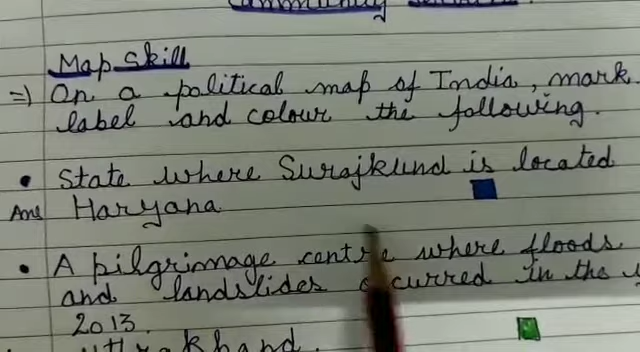 Map Skill
=) On a political map of India, mark
label and colour the following.
• State where Surajkund is located
Ans Haryana
• A pilgrimage centre where floods
and landslides occurred in the
2013.